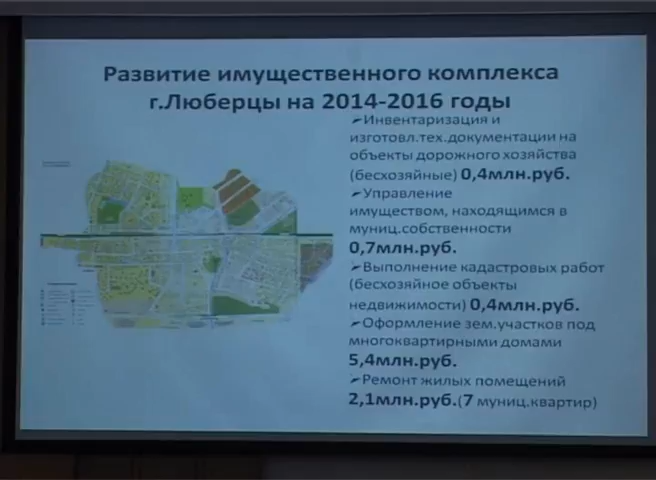 Развитие имущественного комплекса
г.Люберцы на 2014-2016 годы
➢Инвентаризация и
изготовл.тех.документации на
объекты дорожного хозяйства
(бесхозяйные) 0,4млн.руб.
➢Управление
имуществом, находящимся в
муниц.собственности
0,7млн.руб.
➢Выполнение кадастровых работ
(бесхозяйное объекты
недвижимости) 0,4млн.руб.
➢Оформление зем.участков под
многоквартирными домами
5,4млн.руб.
➢Ремонт жилых помещений
2,1млн.руб.(7 муниц.квартир)